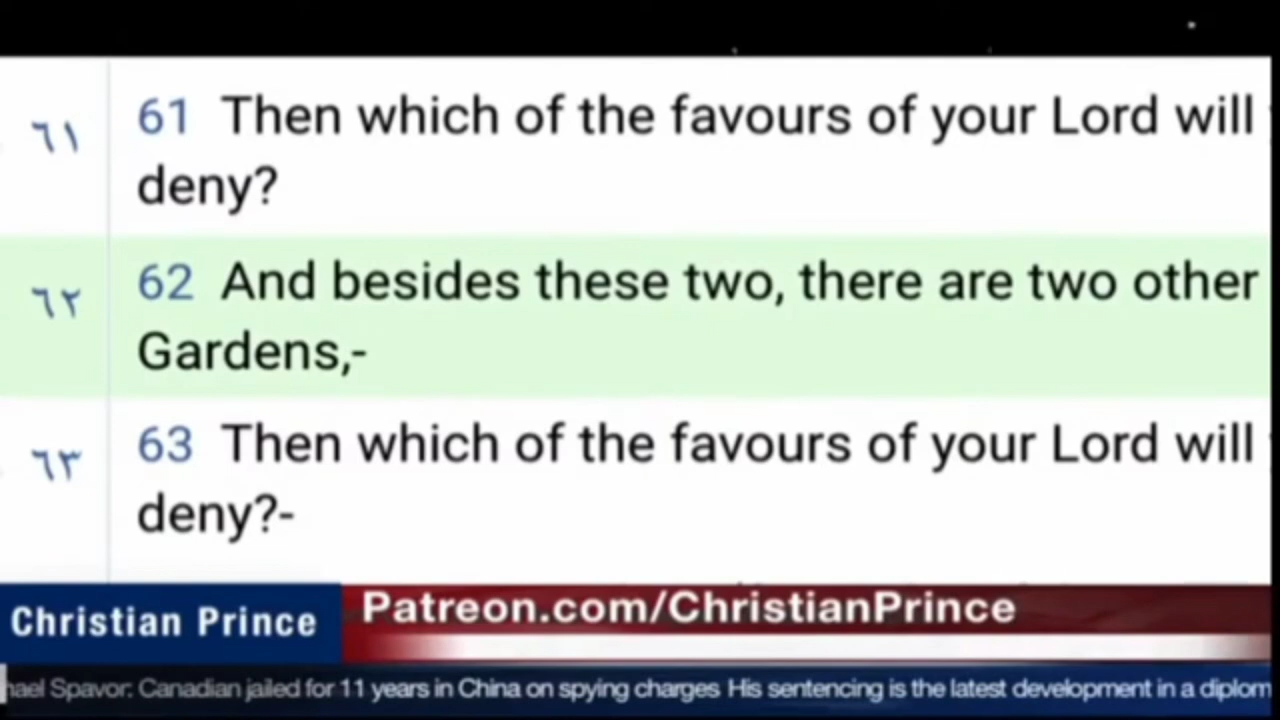 ٦١ 61 Then which of the favours of your Lord will
deny?
٦٢ 62 And besides these two, there are two other
Gardens,-
٦٣ 63 Then which of the favours of your Lord will
deny?-
Christian Prince
Patreon.com/ChristianPrince
Spavor: Canadian jailed for 11 years in China on spying charges His sentencing is the latest development in a